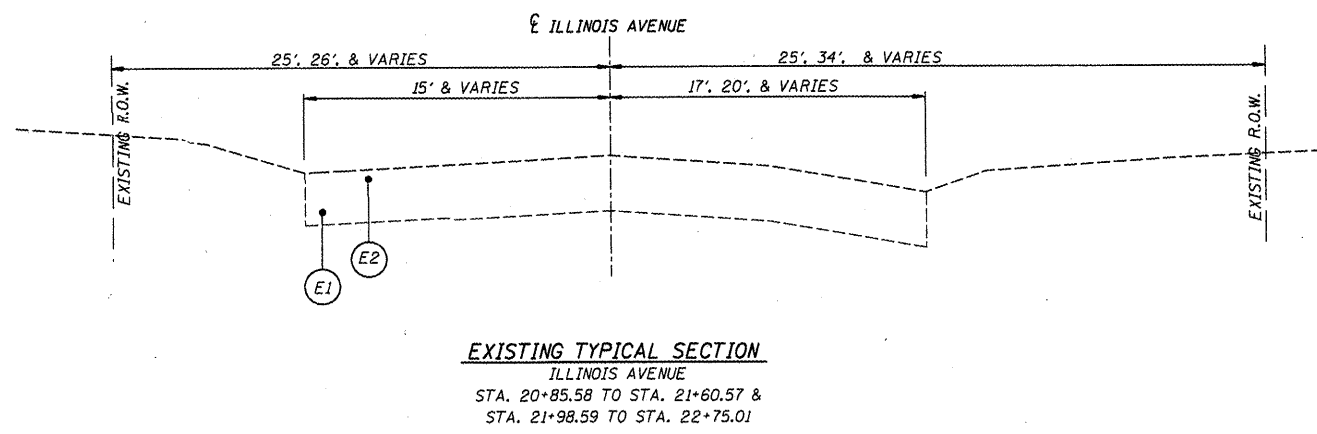 ℄ ILLINOIS AVENUE
25', 26', & VARIES
25', 34', & VARIES
15' & VARIES
17', 20', & VARIES
EXISTING R.O.W.
EXISTING R.O.W.
E2
E1
EXISTING TYPICAL SECTION
ILLINOIS AVENUE
STA. 20+85.58 TO STA. 21+60.57 &
STA. 21+98.59 TO STA. 22+75.01